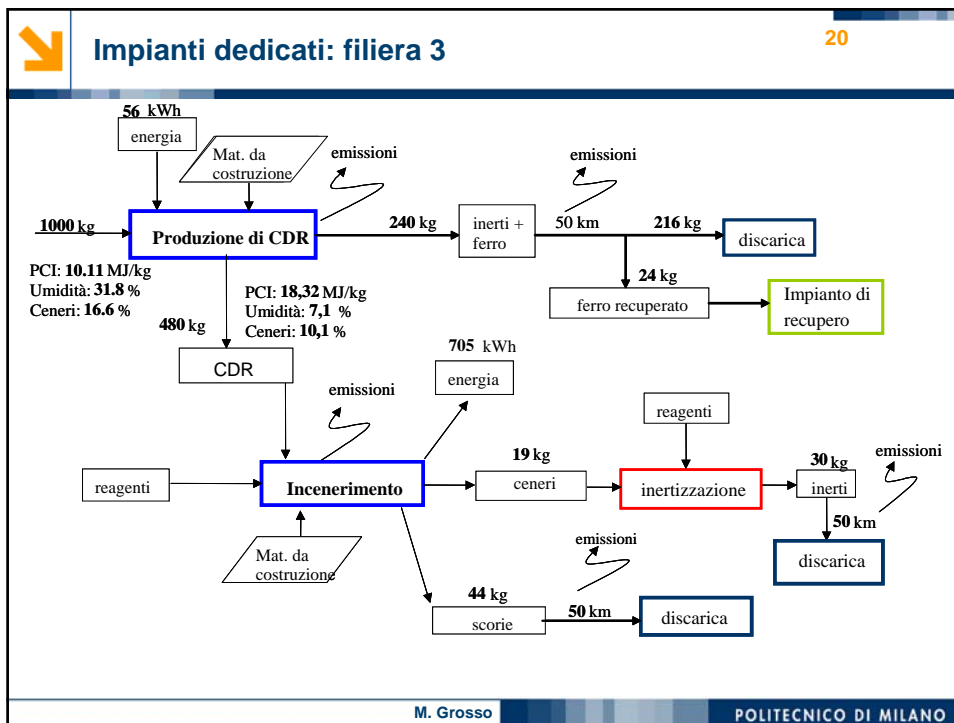 Impianti dedicati: filiera 3
20
56 kWh
energia
Mat. da
costruzione
emissioni
emissioni
1000 kg
Produzione di CDR
240 kg
inerti +
ferro
50 km
216 kg
discarica
24 kg
ferro recuperato
Impianto di
recupero
PCI: 10.11 MJ/kg
Umidità: 31.8 %
Ceneri: 16.6 %
PCI: 18,32 MJ/kg
Umidità: 7,1 %
Ceneri: 10,1 %
480 kg
CDR
705 kWh
energia
emissioni
reagenti
reagenti
Incenerimento
19 kg
ceneri
inertizzazione
30 kg
inerti
emissioni
50 km
discarica
Mat. da
costruzione
emissioni
44 kg
scorie
50 km
discarica
M. Grosso
POLITECNICO DI MILANO